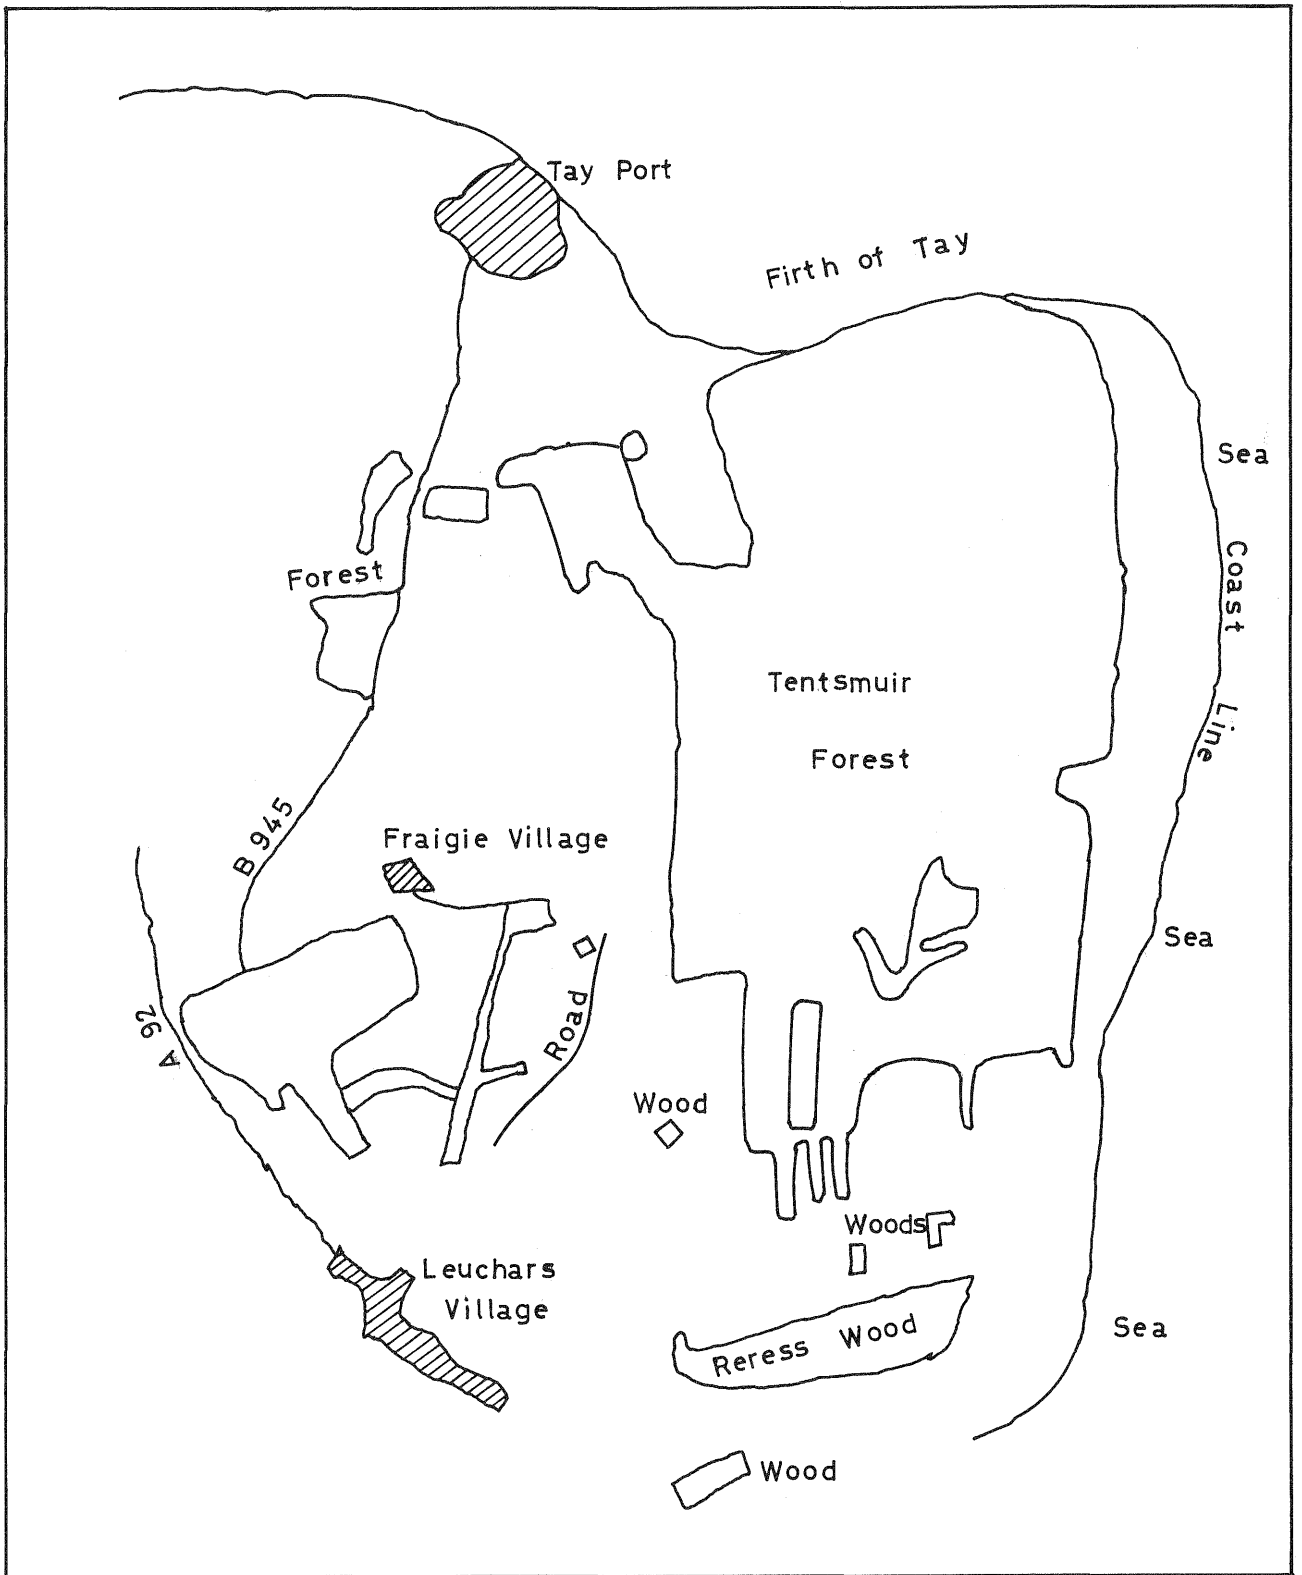 Tay Port
Firth of Tay
Sea
Coast Line
Forest
Tentsmuir
Forest
B 945
Fraigie Village
Sea
A 92
Road
Wood
Woods
Leuchars
Village
Reress Wood
Sea
Wood